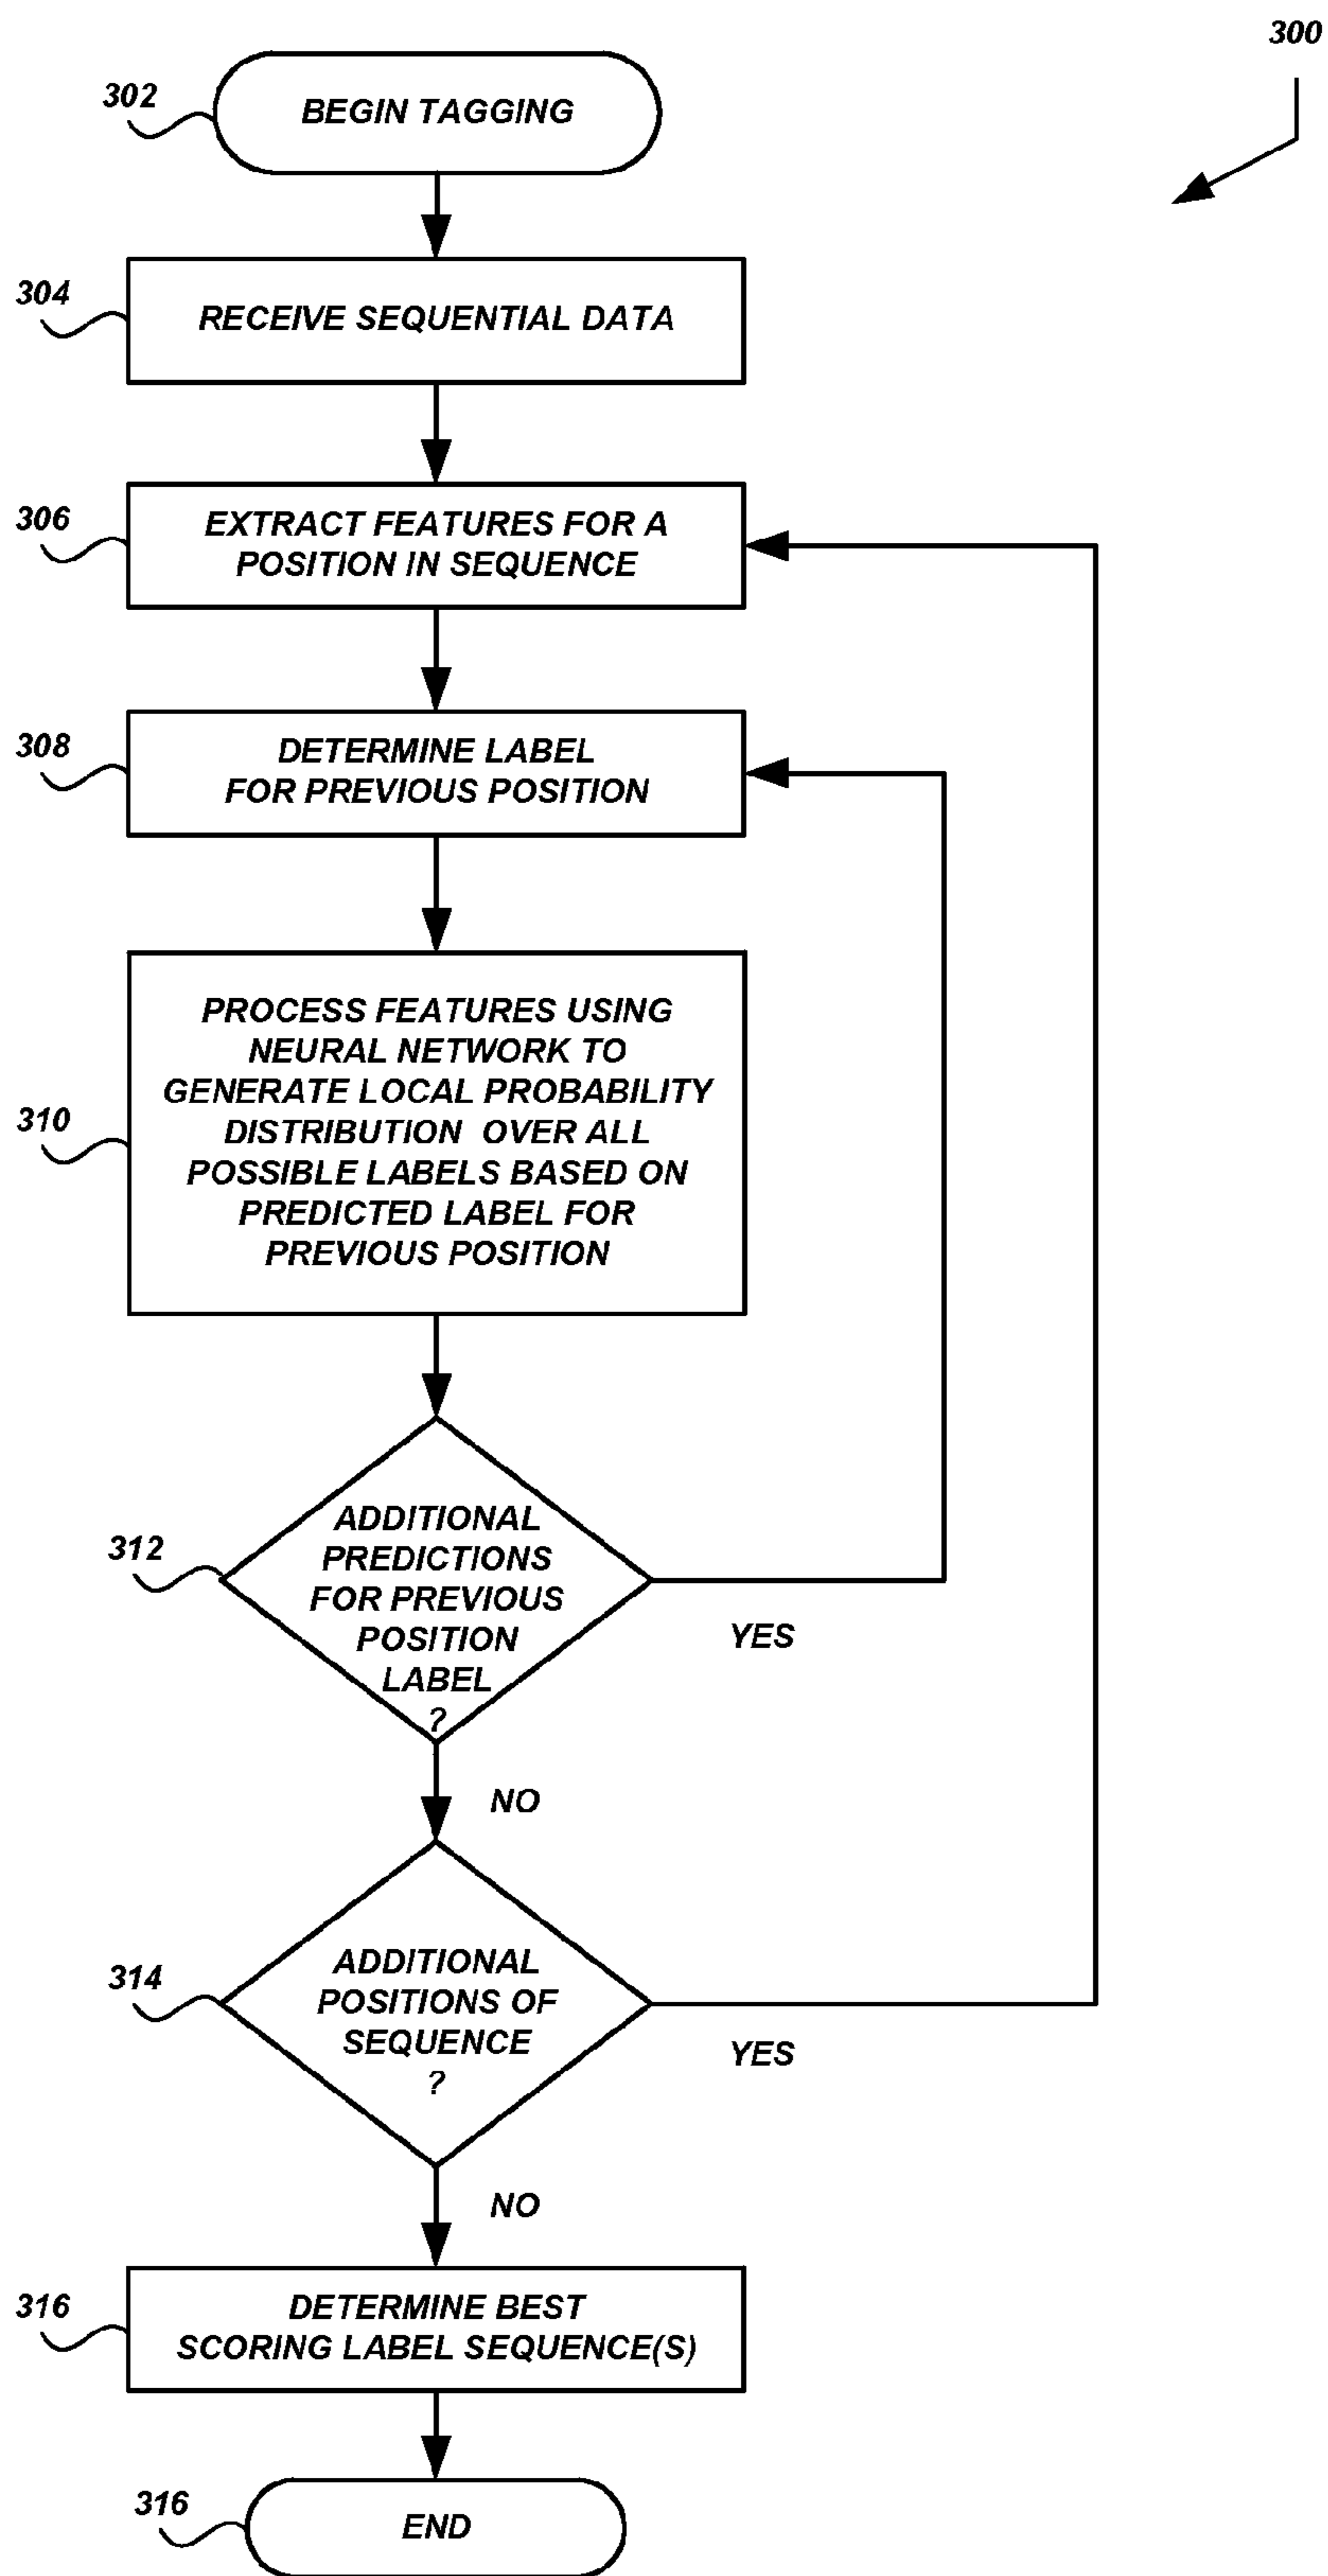 300
302
BEGIN TAGGING
304
RECEIVE SEQUENTIAL DATA
306
EXTRACT FEATURES FOR A
POSITION IN SEQUENCE
308
DETERMINE LABEL
FOR PREVIOUS POSITION
310
PROCESS FEATURES USING
NEURAL NETWORK TO
GENERATE LOCAL PROBABILITY
DISTRIBUTION OVER ALL
POSSIBLE LABELS BASED ON
PREDICTED LABEL FOR
PREVIOUS POSITION
312
ADDITIONAL
PREDICTIONS
FOR PREVIOUS
POSITION
LABEL
?
YES
NO
314
ADDITIONAL
POSITIONS OF
SEQUENCE
?
YES
NO
316
DETERMINE BEST
SCORING LABEL SEQUENCE(S)
316
END